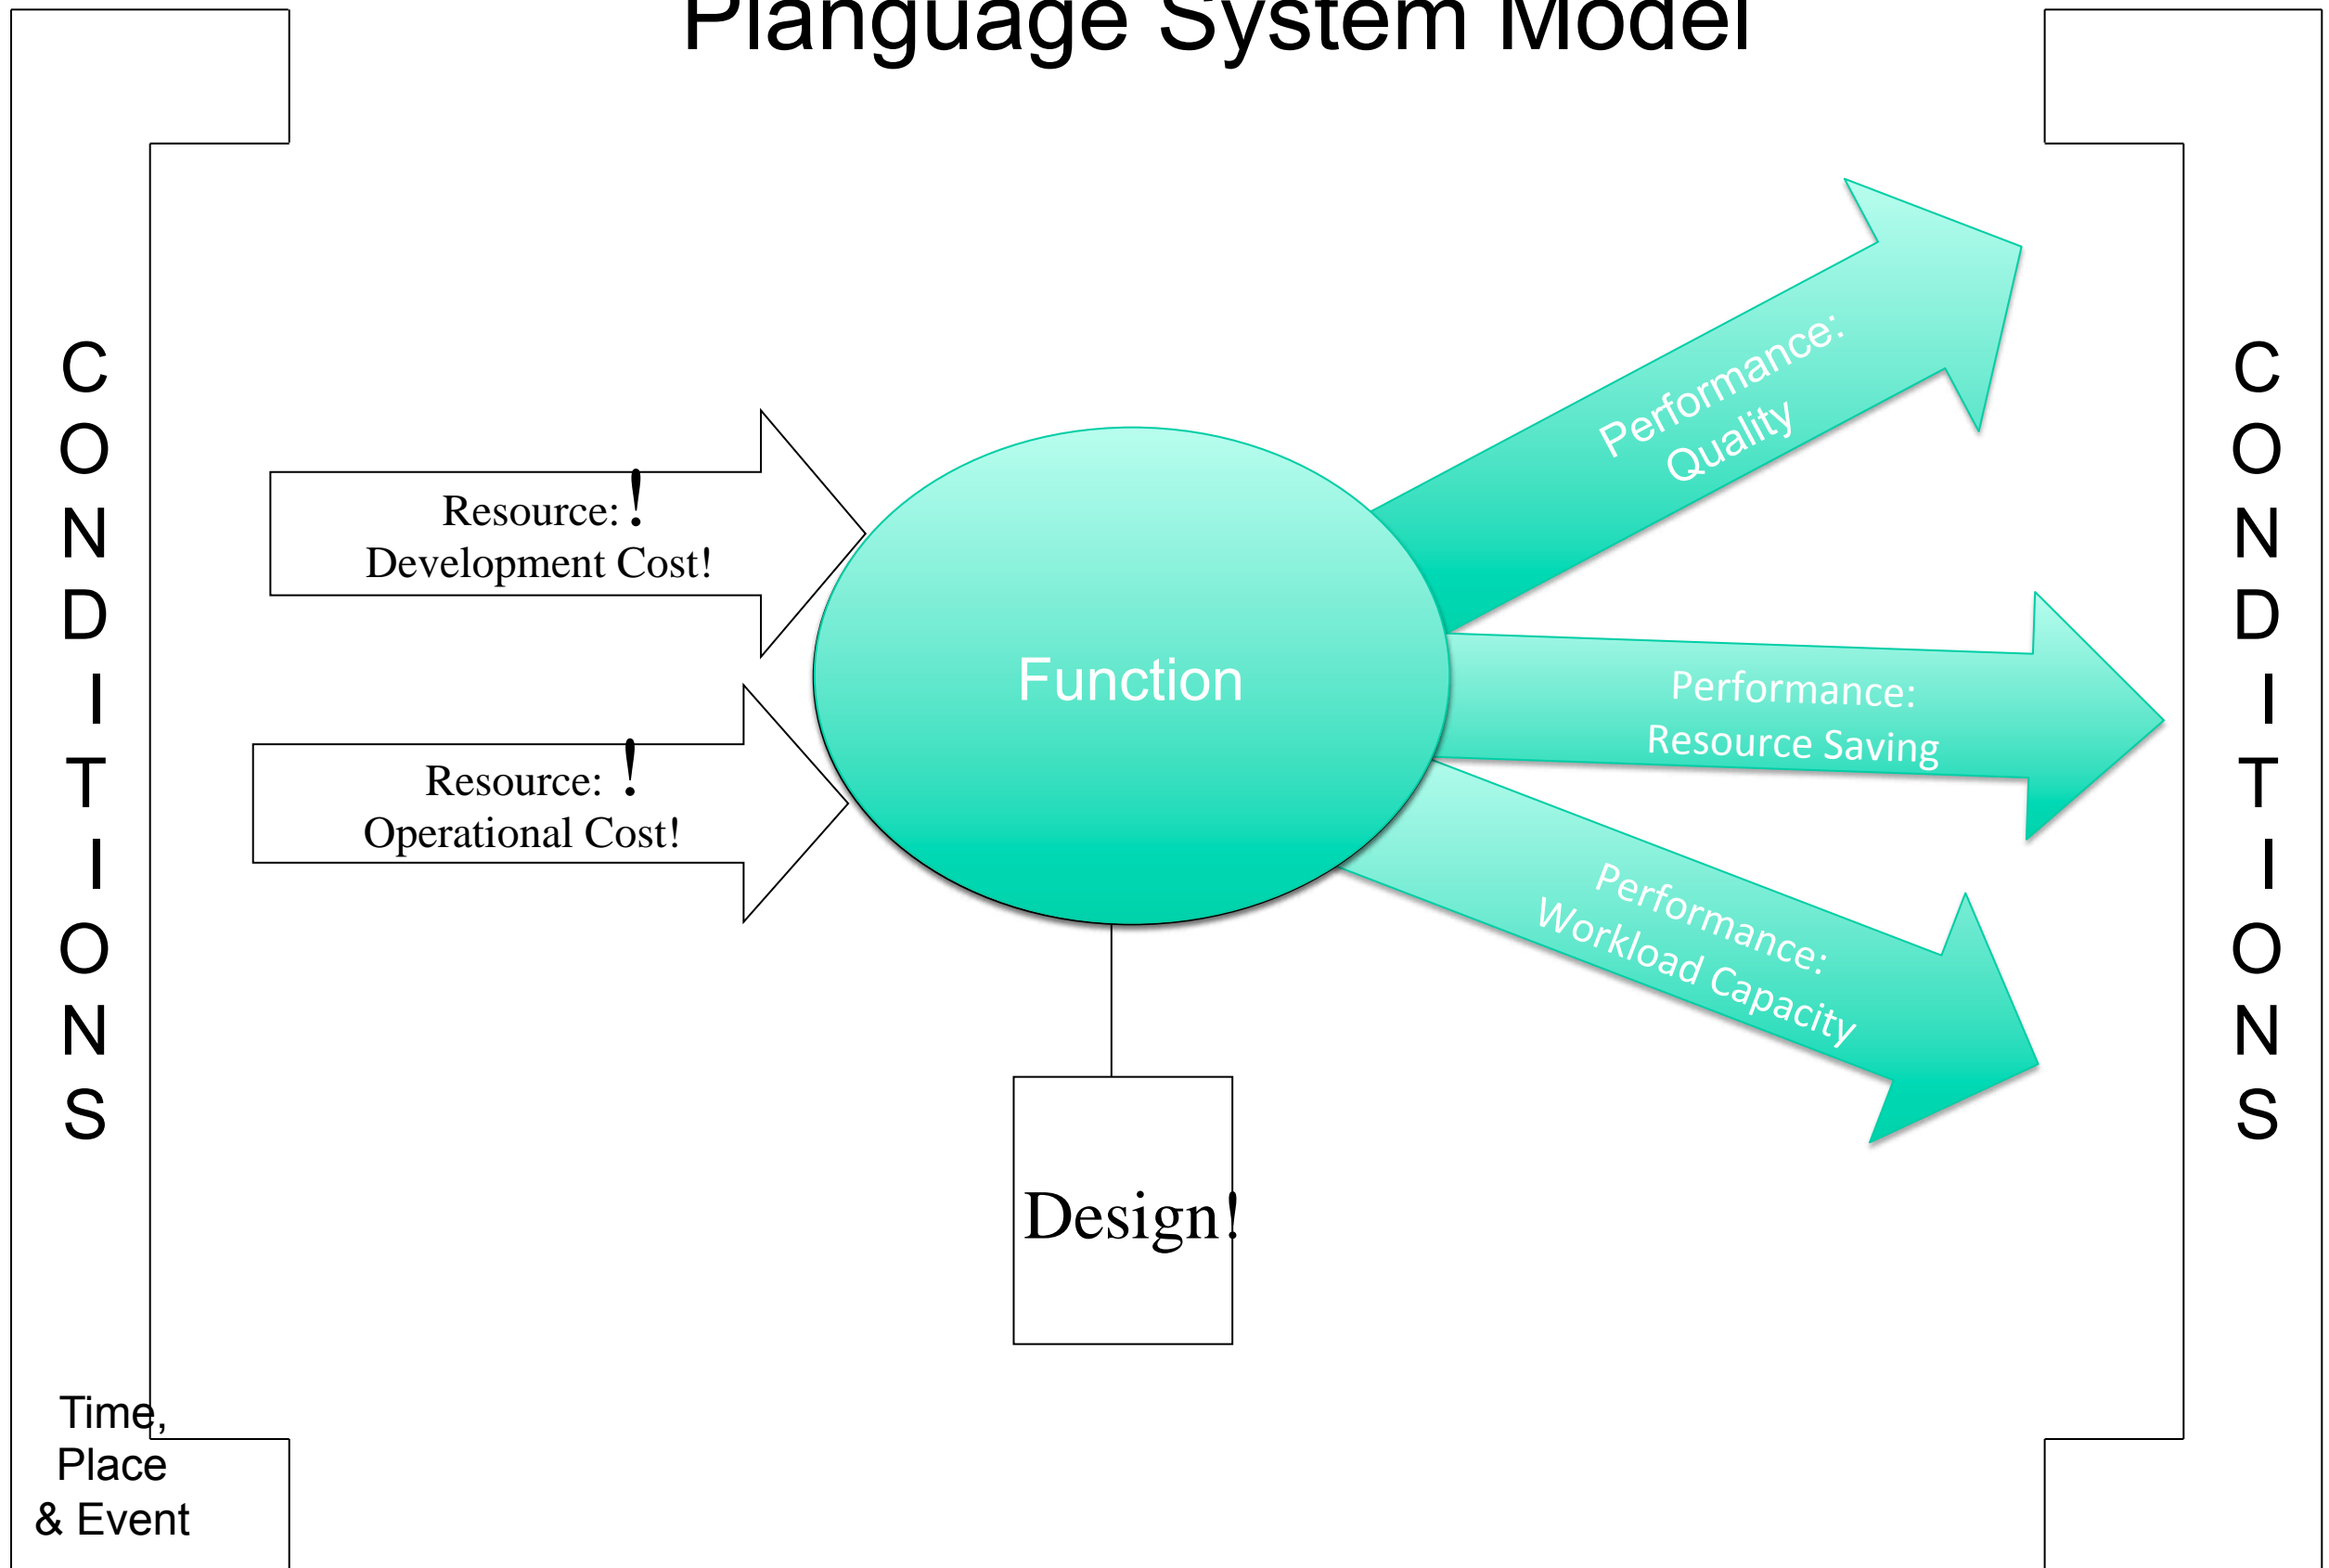 Planguage System Model
C
O
N
D
I
T
I
O
N
S
Time,
Place
& Event
Resource: !
Development Cost!
Resource: !
Operational Cost!
Function
Design!
Performance:
Quality
Performance:
Resource Saving
Performance:
Workload Capacity
C
O
N
D
I
T
I
O
N
S